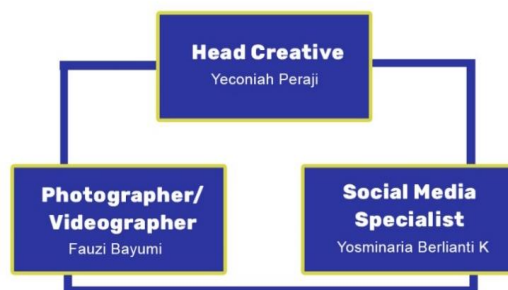 Head Creative
Yeconiah Peraji
Photographer/
Videographer
Fauzi Bayumi
Social Media
Specialist
Yosminaria Berlianti K